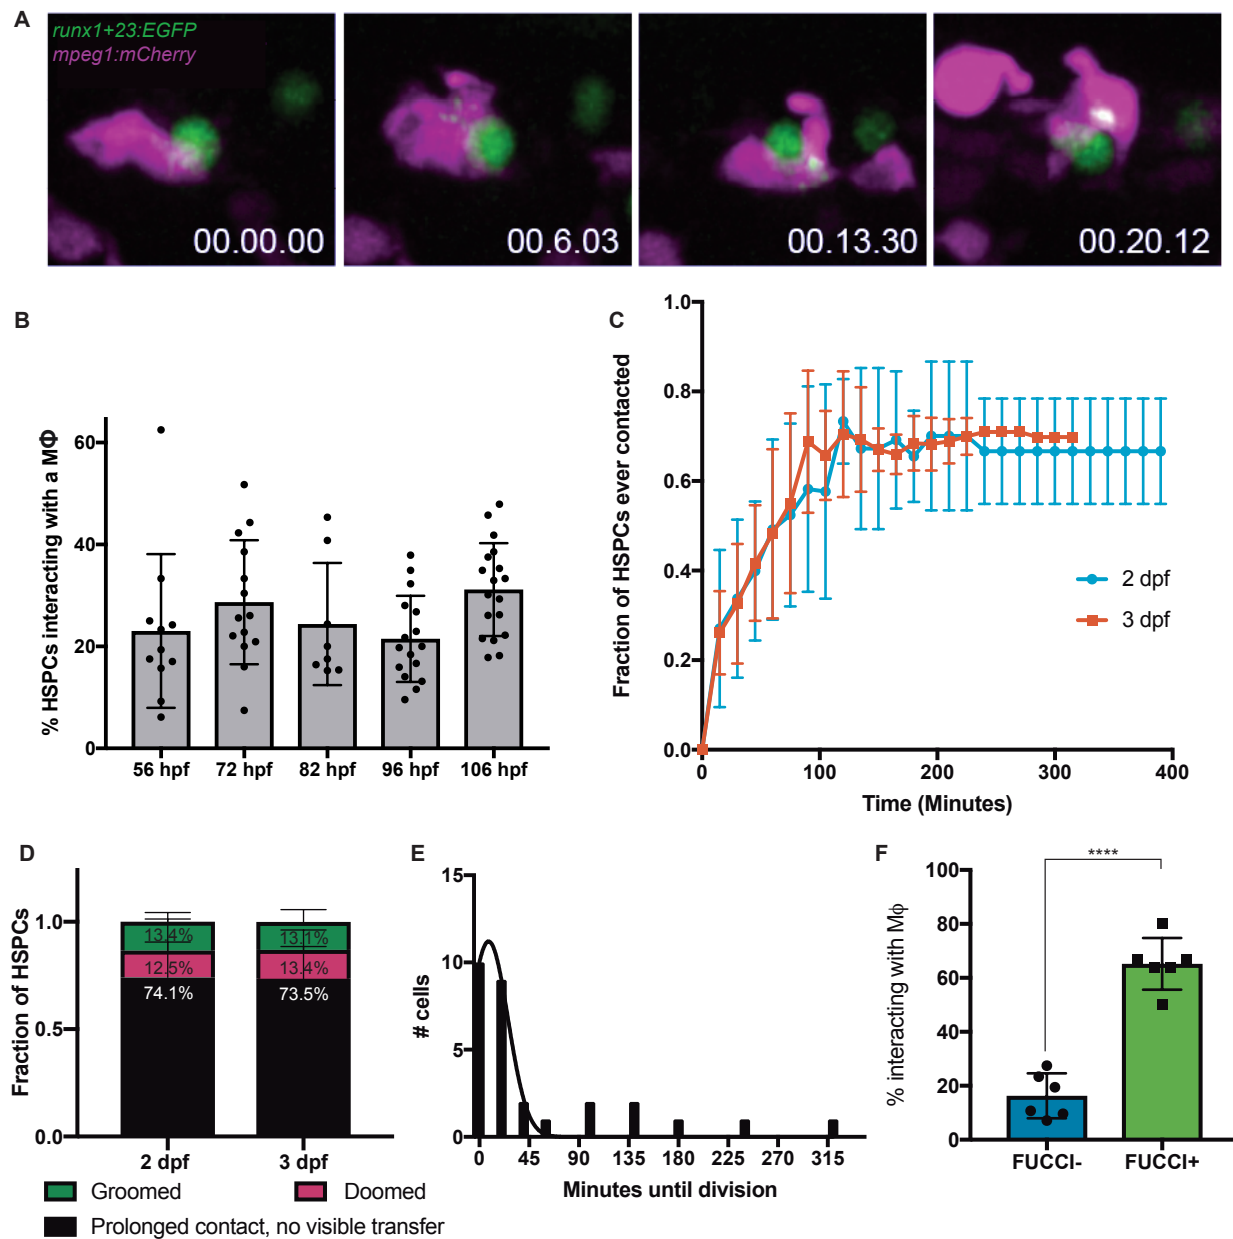 A
runx1+23:EGFP
mpeg1:mCherry
00.00.00
00.6.03
00.13.30
00.20.12
B
% HSPCs interacting with a MΦ
60
40
20
0
56 hpf
72 hpf
82 hpf
96 hpf
106 hpf
C
Fraction of HSPCs ever contacted
1.0
0.8
0.6
0.4
0.2
0.0
0
100
200
300
400
Time (Minutes)
2 dpf
3 dpf
D
Fraction of HSPCs
1.0
0.5
0.0
13.4%
12.5%
74.1%
13.1%
13.4%
73.5%
2 dpf
3 dpf
Groomed
Doomed
Prolonged contact, no visible transfer
E
# cells
15
10
5
0
0
45
90
135
180
225
270
315
Minutes until division
F
% interacting with Mϕ
100
80
60
40
20
0
****
FUCCI-
FUCCI+